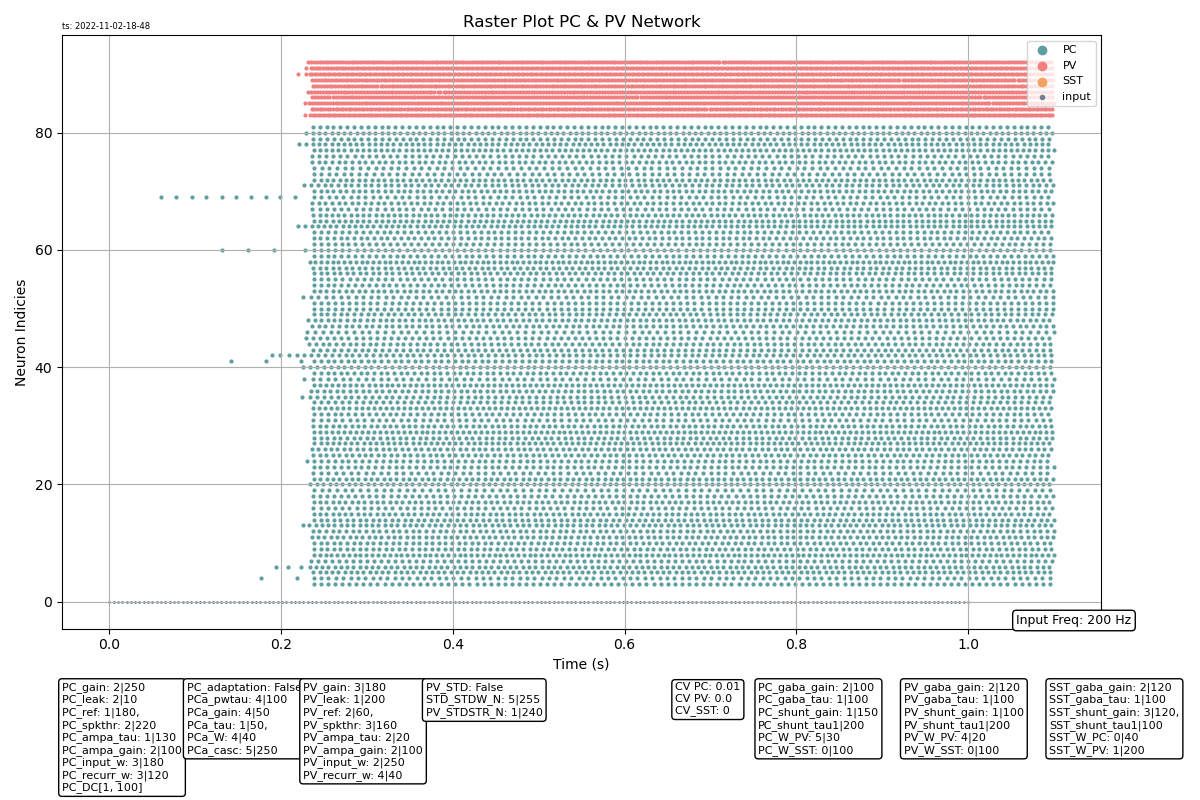 ts: 2022-11-02-18-48
Raster Plot PC & PV Network
PC
PV
SST
input
Neuron Indicies
80
60
40
20
0
0.0 0.2 0.4 0.6 0.8 1.0
Input Freq: 200 Hz
Time (s)
PC_gain: 2|250
PC_leak: 2|10
PC_ref: 1|180,
PC_spkthr: 2|220
PC_ampa_tau: 1|130
PC_ampa_gain: 2|100
PC_input_w: 3|180
PC_recurr_w: 3|120
PC_DC[1, 100]
PC_adaptation: False
PCa_pwtau: 4|100
PCa_gain: 4|50
PCa_tau: 1|50,
PCa_W: 4|40
PCa_casc: 5|250
PV_gain: 3|180
PV_leak: 1|200
PV_ref: 2|60,
PV_spkthr: 3|160
PV_ampa_tau: 2|20
PV_ampa_gain: 2|100
PV_input_w: 2|250
PV_recurr_w: 4|40
PV_STD: False
STD_STDW_N: 5|255
PV_STDSTR_N: 1|240
CV PC: 0.01
CV PV: 0.0
CV_SST: 0
PC_gaba_gain: 2|100
PC_gaba_tau: 1|100
PC_shunt_gain: 1|150
PC_shunt_tau1|200
PC_W_PV: 5|30
PC_W_SST: 0|100
PV_gaba_gain: 2|120
PV_gaba_tau: 1|100
PV_shunt_gain: 1|100
PV_shunt_tau1|200
PV_W_PV: 4|20
PV_W_SST: 0|100
SST_gaba_gain: 2|120
SST_gaba_tau: 1|100
SST_shunt_gain: 3|120,
SST_shunt_tau1|100
SST_W_PC: 0|40
SST_W_PV: 1|200